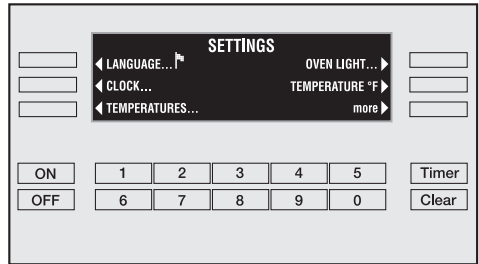 SETTINGS
LANGUAGE... OVEN LIGHT...
CLOCK... TEMPERATURE °F
TEMPERATURES... more
ON 1 2 3 4 5 Timer
OFF 6 7 8 9 0 Clear